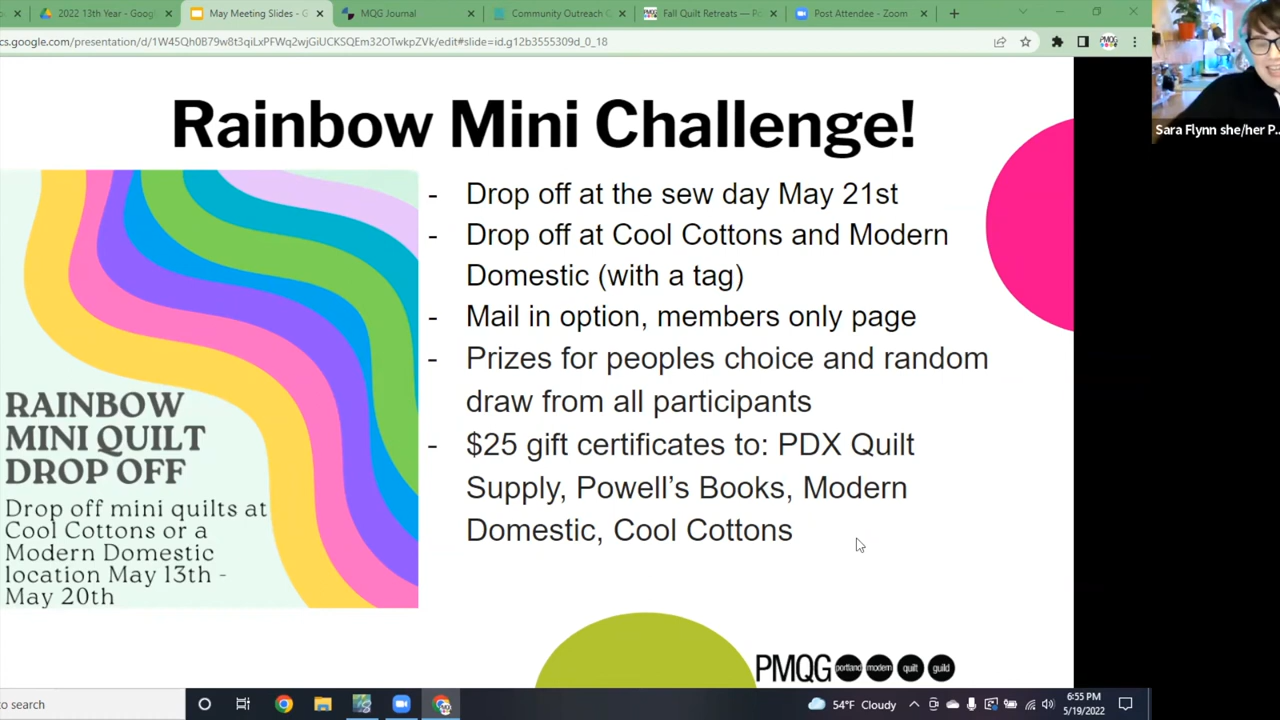 2022 13th Year - Goog
May Meeting Slides - G
MQG Journal
Community Outreach
Fall Quilt Retreats — Po
Post Attendee - Zoom
cs.google.com/presentation/d/1W45Qh0B79w8t3qiLxPFWq2wjGiUCKSQEm32OTwkpZVk/edit#slide=id.g12b3555309d_0_18
Sara Flynn she/her P...
Rainbow Mini Challenge!
- Drop off at the sew day May 21st
- Drop off at Cool Cottons and Modern
Domestic (with a tag)
- Mail in option, members only page
- Prizes for peoples choice and random
draw from all participants
- $25 gift certificates to: PDX Quilt
Supply, Powell's Books, Modern
Domestic, Cool Cottons
RAINBOW
MINI QUILT
DROP OFF
Drop off mini quilts at
Cool Cottons or a
Modern Domestic
location May 13th -
May 20th
PMQG portland modern quilt guild
to search
54°F Cloudy
6:55 PM
5/19/2022